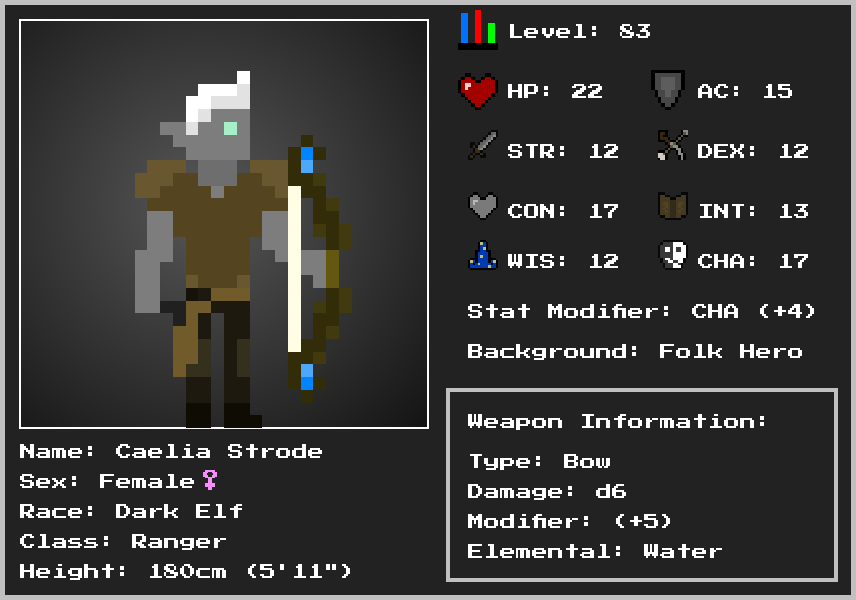 Level: 83
HP: 22 AC: 15
STR: 12 DEX: 12
CON: 17 INT: 13
WIS: 12 CHA: 17
Stat Modifier: CHA (+4)
Background: Folk Hero
Weapon Information:
Type: Bow
Damage: d6
Modifier: (+5)
Elemental: Water
Name: Caelia Strode
Sex: Female♀
Race: Dark Elf
Class: Ranger
Height: 180cm (5'11")